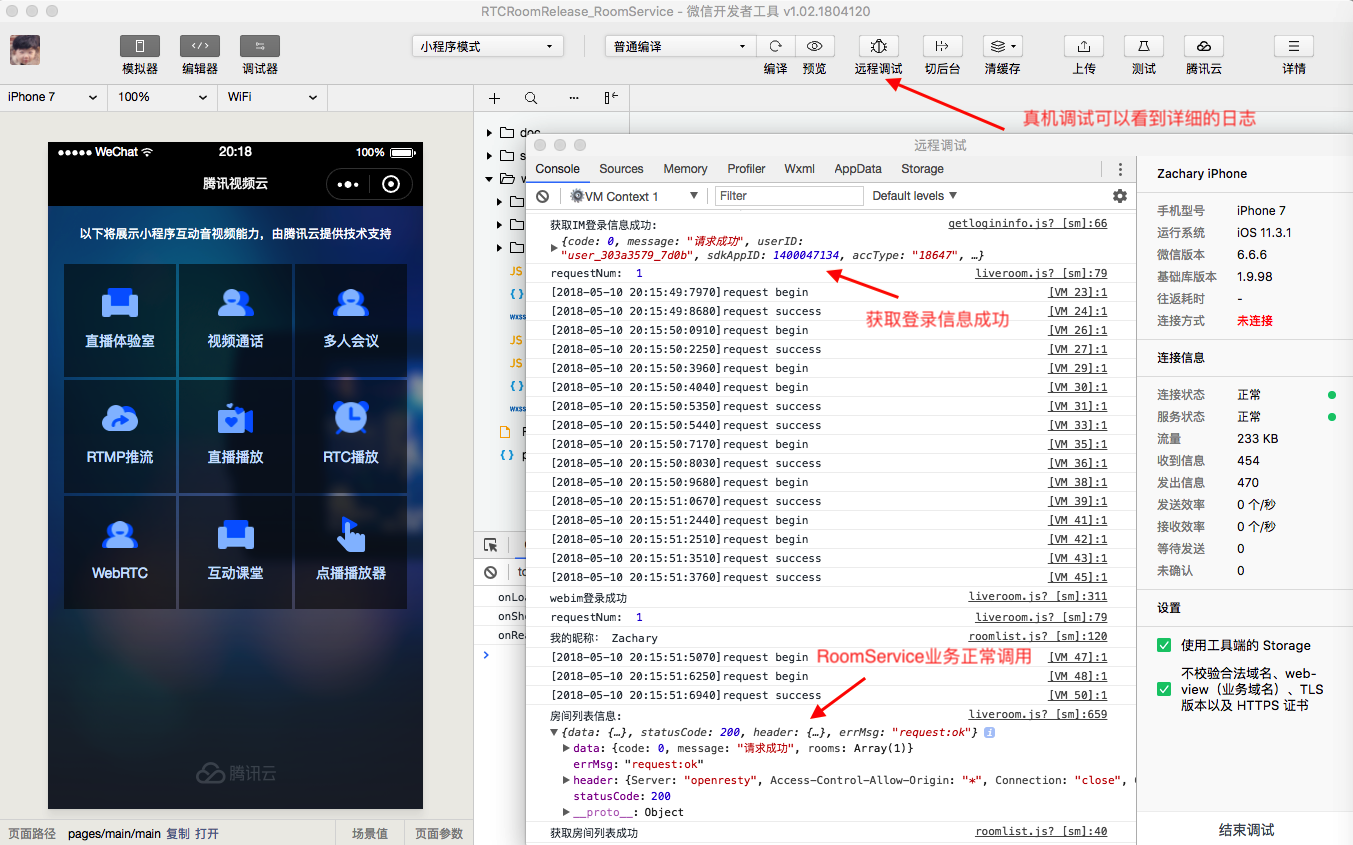 RTCRoomRelease_RoomService - 微信开发者工具 v1.02.1804120
模拟器
编辑器
调试器
小程序模式
普通编译
编译
预览
远程调试
切后台
清缓存
上传
测试
腾讯云
详情
iPhone 7
100%
WiFi
真机调试可以看到详细的日志
WeChat
20:18
100%
腾讯视频云
以下将展示小程序互动音视频能力，由腾讯云提供技术支持
直播体验室
视频通话
多人会议
RTMP推流
直播播放
RTC播放
WebRTC
互动课堂
点播播放器
腾讯云
页面路径
pages/main/main
复制
打开
场景值
页面参数
doc
s
w
JS
{ }
wxss
JS
JS
{ }
wxss
F
{ }
p
to
onLoa
onSho
onRea
远程调试
Console
Sources
Memory
Profiler
Wxml
AppData
Storage
VM Context 1
Filter
Default levels
获取IM登录信息成功:
getlogininfo.js? [sm]:66
{code: 0, message: "请求成功", userID:
"user_303a3579_7d0b", sdkAppID: 1400047134, accType: "18647", …}
requestNum: 1
liveroom.js? [sm]:79
获取登录信息成功
[2018-05-10 20:15:49:7970]request begin
[VM 23]:1
[2018-05-10 20:15:49:8680]request success
[VM 24]:1
[2018-05-10 20:15:50:0910]request begin
[VM 26]:1
[2018-05-10 20:15:50:2250]request success
[VM 27]:1
[2018-05-10 20:15:50:3960]request begin
[VM 29]:1
[2018-05-10 20:15:50:4040]request begin
[VM 30]:1
[2018-05-10 20:15:50:5350]request success
[VM 31]:1
[2018-05-10 20:15:50:5440]request success
[VM 33]:1
[2018-05-10 20:15:50:7170]request begin
[VM 35]:1
[2018-05-10 20:15:50:8030]request success
[VM 36]:1
[2018-05-10 20:15:50:9680]request begin
[VM 38]:1
[2018-05-10 20:15:51:0670]request success
[VM 39]:1
[2018-05-10 20:15:51:2440]request begin
[VM 41]:1
[2018-05-10 20:15:51:2510]request begin
[VM 42]:1
[2018-05-10 20:15:51:3510]request success
[VM 43]:1
[2018-05-10 20:15:51:3760]request success
[VM 45]:1
webim登录成功
liveroom.js? [sm]:311
requestNum: 1
liveroom.js? [sm]:79
我的昵称: Zachary
roomlist.js? [sm]:120
[2018-05-10 20:15:51:5070]request begin
[VM 47]:1
RoomService业务正常调用
[2018-05-10 20:15:51:6250]request begin
[VM 48]:1
[2018-05-10 20:15:51:6940]request success
[VM 50]:1
房间列表信息:
liveroom.js? [sm]:659
{data: {…}, statusCode: 200, header: {…}, errMsg: "request:ok"}
data: {code: 0, message: "请求成功", rooms: Array(1)}
errMsg: "request:ok"
header: {Server: "openresty", Access-Control-Allow-Origin: "*", Connection: "close",
statusCode: 200
__proto__: Object
获取房间列表成功
roomlist.js? [sm]:40
Zachary iPhone
手机型号 iPhone 7
运行系统 iOS 11.3.1
微信版本 6.6.6
基础库版本 1.9.98
往返耗时 -
连接方式 未连接
连接信息
连接状态 正常
服务状态 正常
流量 233 KB
收到信息 454
发出信息 470
发送效率 0 个/秒
接收效率 0 个/秒
等待发送 0
未确认 0
设置
使用工具端的 Storage
不校验合法域名、web-
view（业务域名）、TLS
版本以及 HTTPS 证书
结束调试